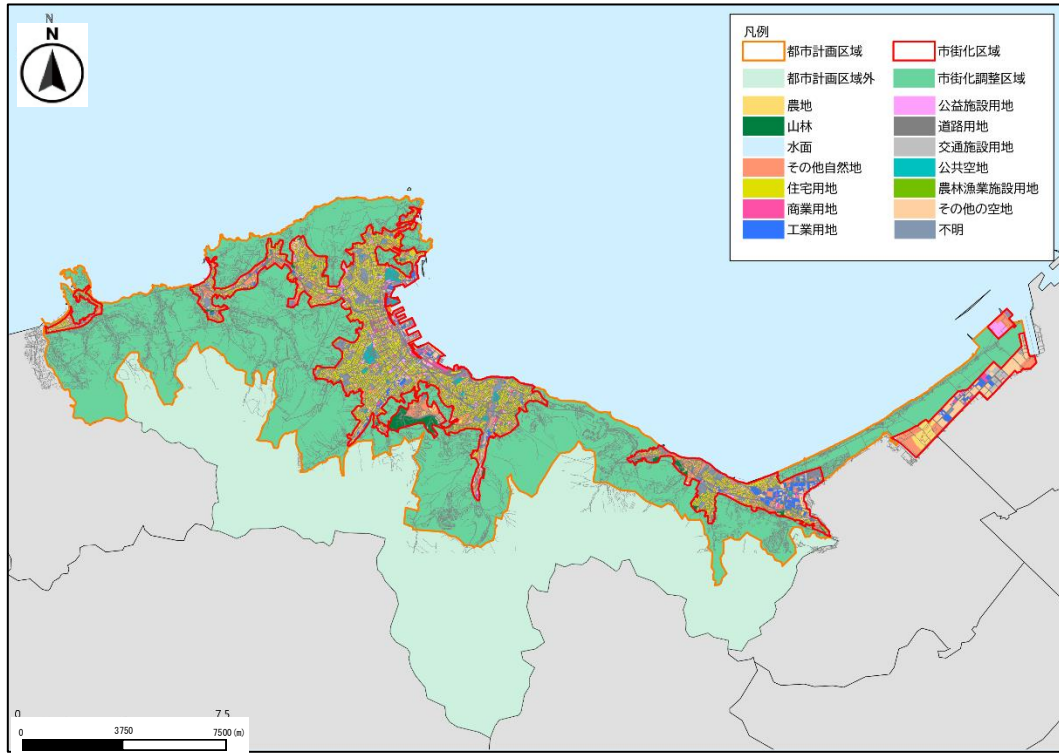 N
N
凡例
都市計画区域
市街化区域
都市計画区域外
市街化調整区域
農地
公益施設用地
山林
道路用地
水面
交通施設用地
その他自然地
公共空地
住宅用地
農林漁業施設用地
商業用地
その他の空地
工業用地
不明
0
7.5
0
3750
7500(m)